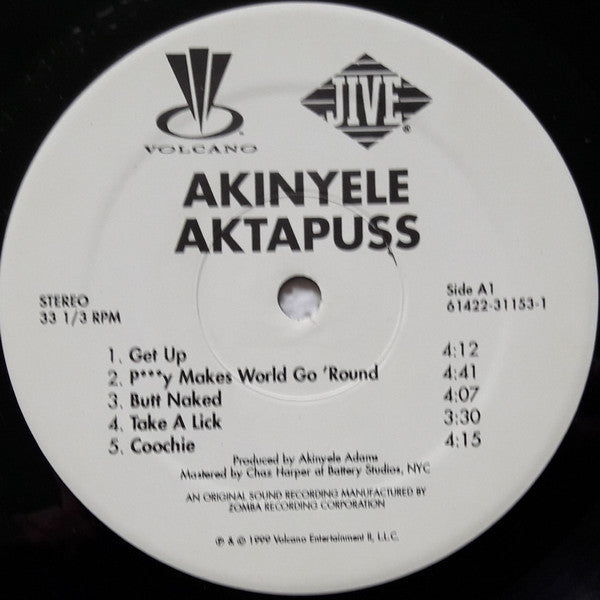 VOLCANO
JIVE®
AKINYELE
AKTAPUSS
STEREO
33 1/3 RPM
Side A1
61422-31153-1
1. Get Up 4:12
2. P***y Makes World Go 'Round 4:41
3. Butt Naked 4:07
4. Take A Lick 3:30
5. Coochie 4:15
Produced by Akinyele Adams
Mastered by Chaz Harper at Battery Studios, NYC
AN ORIGINAL SOUND RECORDING MANUFACTURED BY
ZOMBA RECORDING CORPORATION
℗ & © 1999 Volcano Entertainment II, L.L.C.